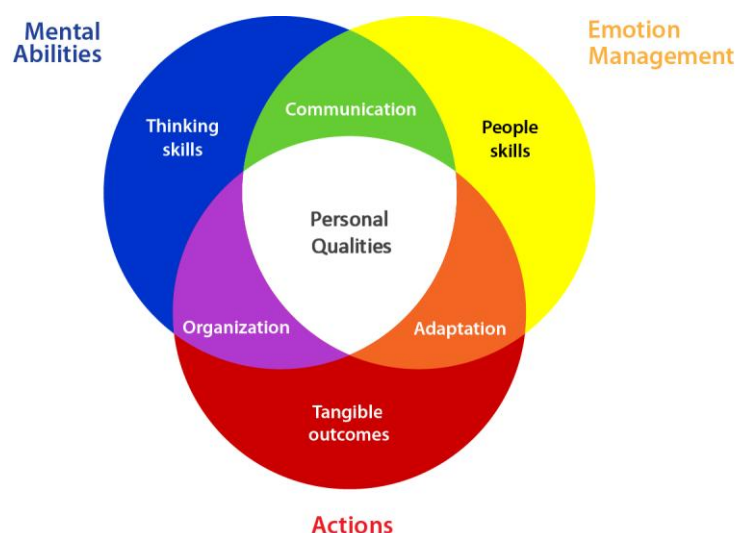 Mental
Abilities
Emotion
Management
Communication
Thinking
skills
People
skills
Personal
Qualities
Organization
Adaptation
Tangible
outcomes
Actions